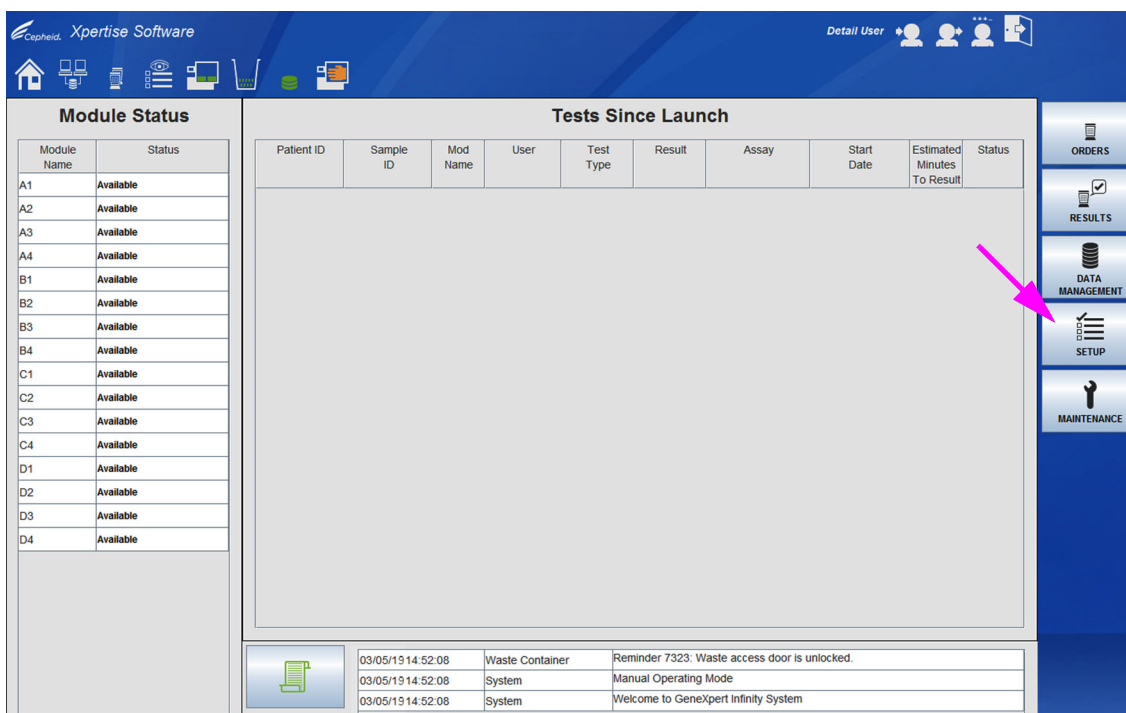 Cepheid. Xpertise Software
Detail User
Module Status
Module Name Status
A1 Available
A2 Available
A3 Available
A4 Available
B1 Available
B2 Available
B3 Available
B4 Available
C1 Available
C2 Available
C3 Available
C4 Available
D1 Available
D2 Available
D3 Available
D4 Available
Tests Since Launch
Patient ID Sample ID Mod Name User Test Type Result Assay Start Date Estimated Minutes To Result Status
03/05/19 14:52:08 Waste Container Reminder 7323: Waste access door is unlocked.
03/05/19 14:52:08 System Manual Operating Mode
03/05/19 14:52:08 System Welcome to GeneXpert Infinity System
ORDERS
RESULTS
DATA
MANAGEMENT
SETUP
MAINTENANCE